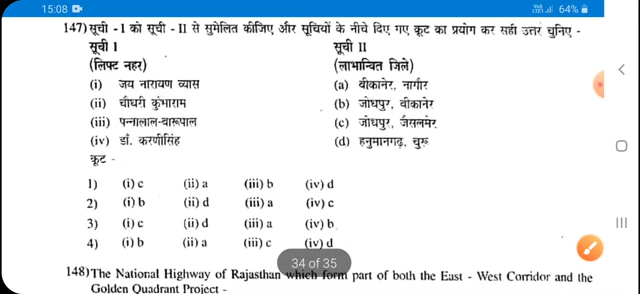 15:08 64%
147) सूची -I को सूची - II से सुमेलित कीजिए और सूचियों के नीचे दिए गए कूट का प्रयोग कर सही उत्तर चुनिए -
सूची I सूची II
(लिफ्ट नहर) (लाभान्वित जिले)
(i) जय नारायण व्यास (a) बीकानेर, नागौर
(ii) चौधरी कुंभाराम (b) जोधपुर, बीकानेर
(iii) पन्नालाल-बारूपाल (c) जोधपुर, जैसलमेर
(iv) डॉ. करणीसिंह (d) हनुमानगढ़, चुरू
कूट -
1) (i) c (ii) a (iii) b (iv) d
2) (i) b (ii) d (iii) a (iv) c
3) (i) c (ii) d (iii) a (iv) b
4) (i) b (ii) a (iii) c (iv) d
34 of 35
148)The National Highway of Rajasthan which form part of both the East - West Corridor and the
Golden Quadrant Project -